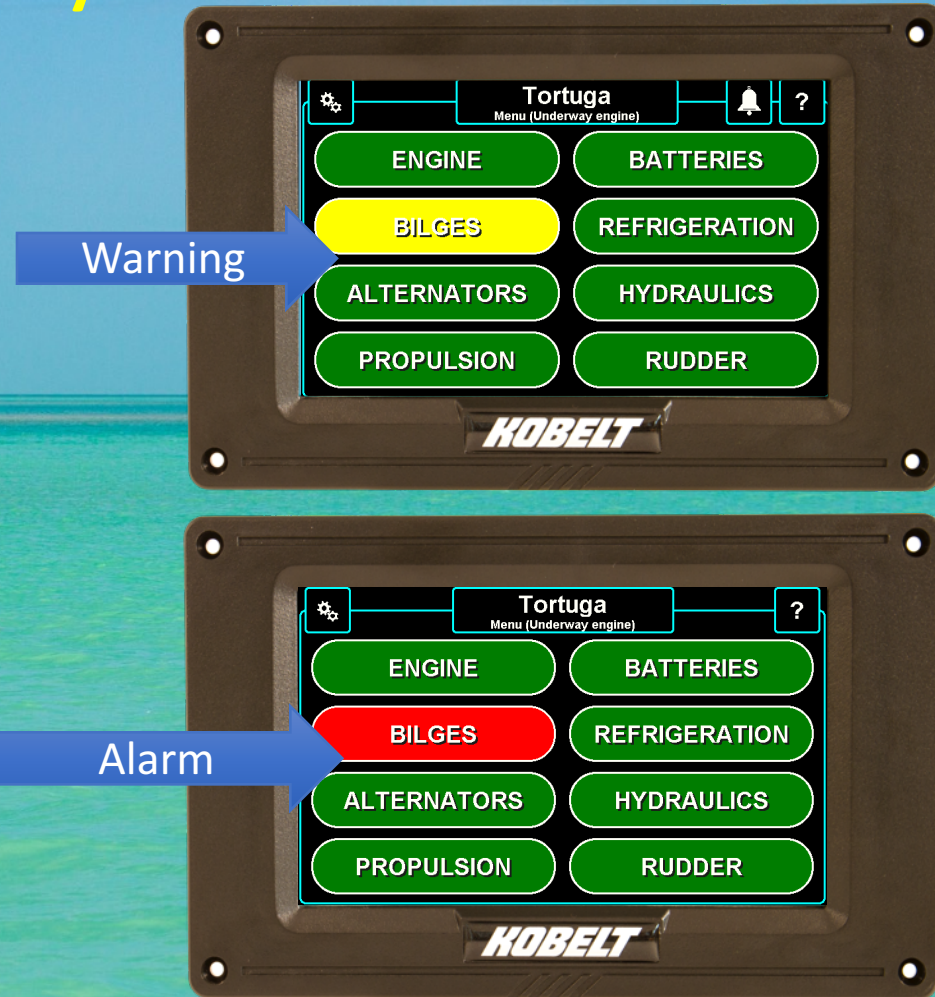 Tortuga
?
Menu (Underway engine)
ENGINE
BATTERIES
BILGES
REFRIGERATION
Warning
ALTERNATORS
HYDRAULICS
PROPULSION
RUDDER
KOBELT
Tortuga
?
Menu (Underway engine)
ENGINE
BATTERIES
BILGES
REFRIGERATION
Alarm
ALTERNATORS
HYDRAULICS
PROPULSION
RUDDER
KOBELT